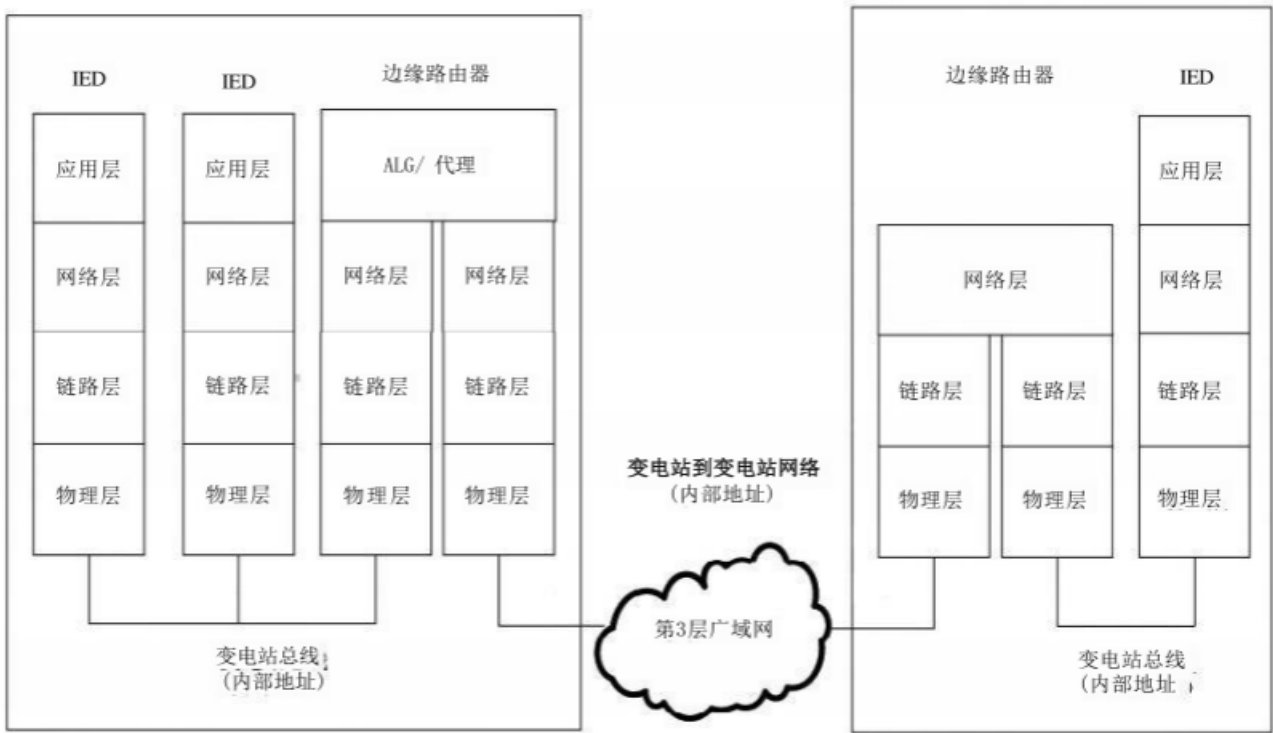 IED
IED
边缘路由器
边缘路由器
IED
应用层
应用层
ALG/ 代理
应用层
网络层
网络层
网络层
网络层
网络层
网络层
链路层
链路层
链路层
链路层
链路层
链路层
链路层
物理层
物理层
物理层
物理层
变电站到变电站网络
(内部地址)
物理层
物理层
物理层
第3层广域网
变电站总线
(内部地址)
变电站总线
(内部地址)